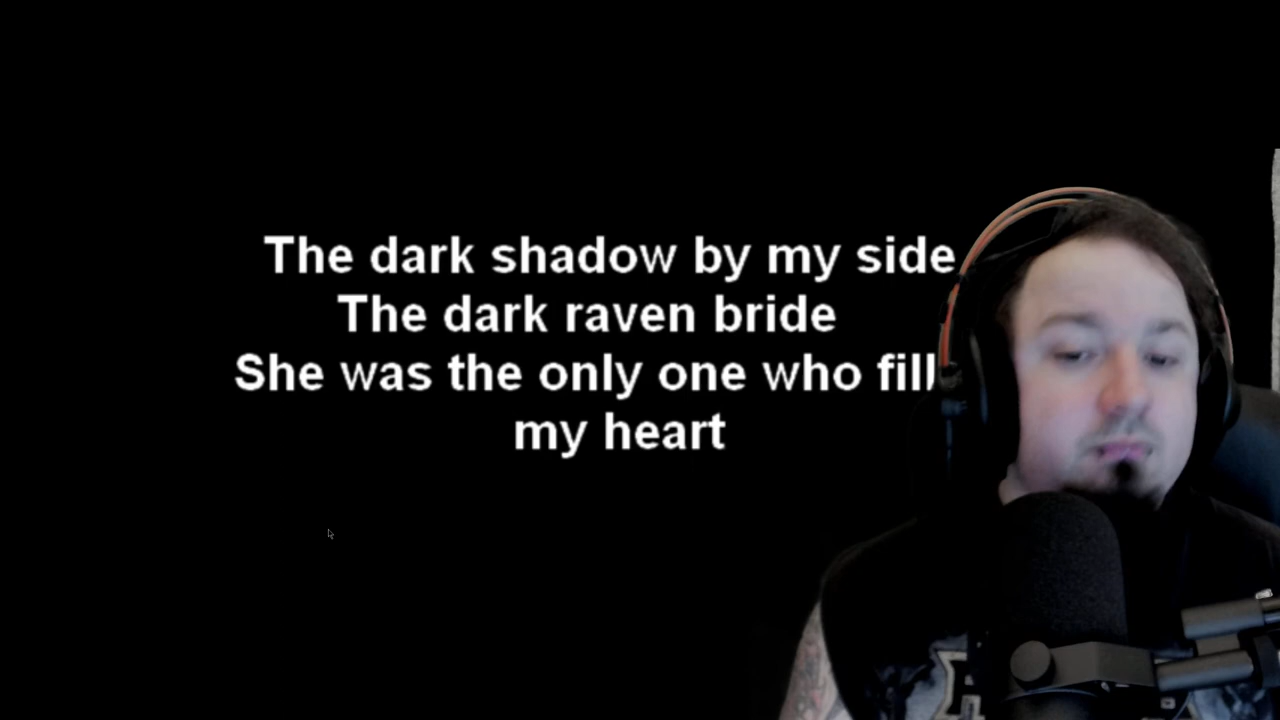 The dark shadow by my side
The dark raven bride
She was the only one who fill
my heart